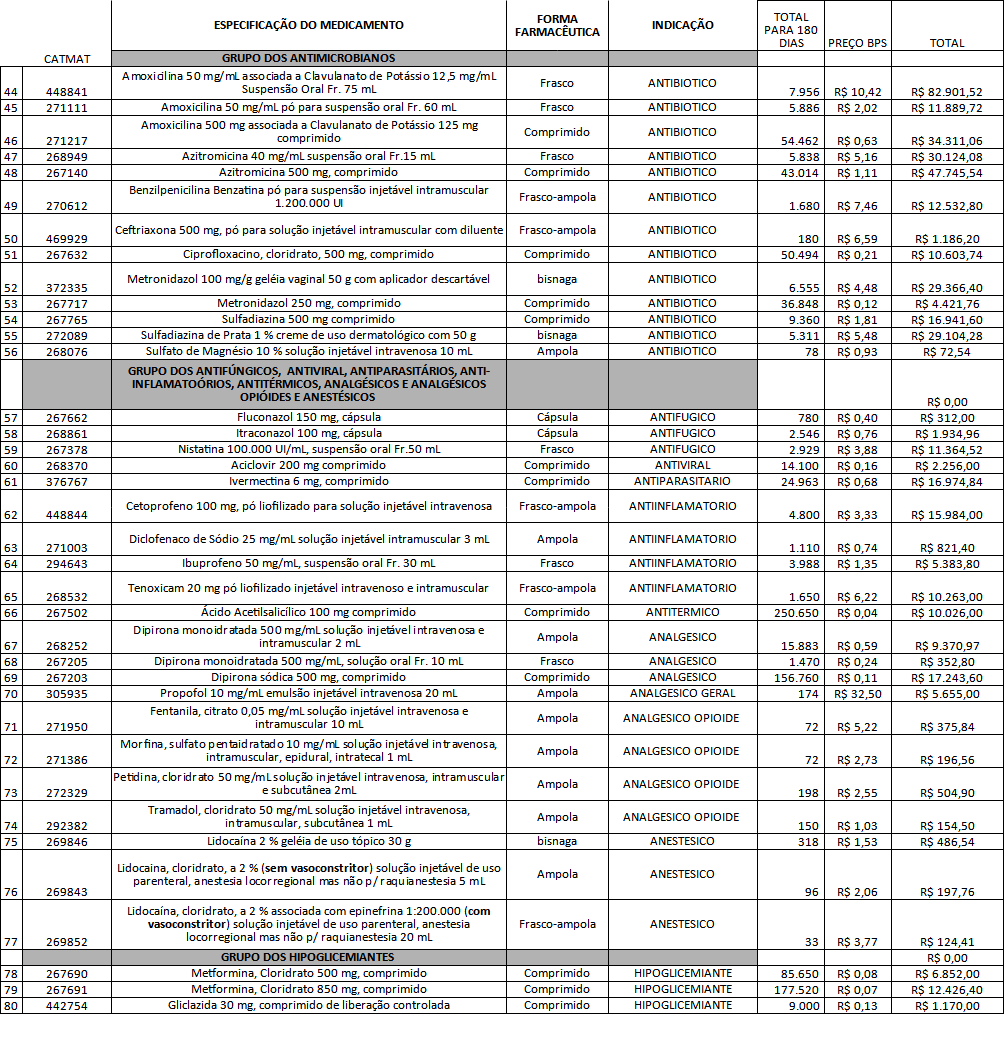 CATMAT ESPECIFICAÇÃO DO MEDICAMENTO FORMA FARMACÊUTICA INDICAÇÃO TOTAL PARA 180 DIAS PREÇO BPS TOTAL
GRUPO DOS ANTIMICROBIANOS
44 448841 Amoxicilina 50 mg/mL associada a Clavulanato de Potássio 12,5 mg/mL Suspensão Oral Fr. 75 mL Frasco ANTIBIOTICO 7.956 R$ 10,42 R$ 82.901,52
45 271111 Amoxicilina 50 mg/mL pó para suspensão oral Fr. 60 mL Frasco ANTIBIOTICO 5.886 R$ 2,02 R$ 11.889,72
46 271217 Amoxicilina 500 mg associada a Clavulanato de Potássio 125 mg comprimido Comprimido ANTIBIOTICO 54.462 R$ 0,63 R$ 34.311,06
47 268949 Azitromicina 40 mg/mL suspensão oral Fr.15 mL Frasco ANTIBIOTICO 5.838 R$ 5,16 R$ 30.124,08
48 267140 Azitromicina 500 mg, comprimido Comprimido ANTIBIOTICO 43.014 R$ 1,11 R$ 47.745,54
49 270612 Benzilpenicilina Benzatina pó para suspensão injetável intramuscular 1.200.000 UI Frasco-ampola ANTIBIOTICO 1.680 R$ 7,46 R$ 12.532,80
50 469929 Ceftriaxona 500 mg, pó para solução injetável intramuscular com diluente Frasco-ampola ANTIBIOTICO 180 R$ 6,59 R$ 1.186,20
51 267632 Ciprofloxacino, cloridrato, 500 mg, comprimido Comprimido ANTIBIOTICO 50.494 R$ 0,21 R$ 10.603,74
52 372335 Metronidazol 100 mg/g geléia vaginal 50 g com aplicador descartável bisnaga ANTIBIOTICO 6.555 R$ 4,48 R$ 29.366,40
53 267717 Metronidazol 250 mg, comprimido Comprimido ANTIBIOTICO 36.848 R$ 0,12 R$ 4.421,76
54 267765 Sulfadiazina 500 mg comprimido Comprimido ANTIBIOTICO 9.360 R$ 1,81 R$ 16.941,60
55 272089 Sulfadiazina de Prata 1 % creme de uso dermatológico com 50 g bisnaga ANTIBIOTICO 5.311 R$ 5,48 R$ 29.104,28
56 268076 Sulfato de Magnésio 10 % solução injetável intravenosa 10 mL Ampola ANTIBIOTICO 78 R$ 0,93 R$ 72,54
GRUPO DOS ANTIFÚNGICOS, ANTIVIRAL, ANTIPARASITÁRIOS, ANTI-INFLAMATOÓRIOS, ANTITÉRMICOS, ANALGÉSICOS E ANALGÉSICOS OPIÓIDES E ANESTÉSICOS R$ 0,00
57 267662 Fluconazol 150 mg, cápsula Cápsula ANTIFUGICO 780 R$ 0,40 R$ 312,00
58 268861 Itraconazol 100 mg, cápsula Cápsula ANTIFUGICO 2.546 R$ 0,76 R$ 1.934,96
59 267378 Nistatina 100.000 UI/mL, suspensão oral Fr.50 mL Frasco ANTIFUGICO 2.929 R$ 3,88 R$ 11.364,52
60 268370 Aciclovir 200 mg comprimido Comprimido ANTIVIRAL 14.100 R$ 0,16 R$ 2.256,00
61 376767 Ivermectina 6 mg, comprimido Comprimido ANTIPARASITARIO 24.963 R$ 0,68 R$ 16.974,84
62 448844 Cetoprofeno 100 mg, pó liofilizado para solução injetável intravenosa Frasco-ampola ANTIINFLAMATORIO 4.800 R$ 3,33 R$ 15.984,00
63 271003 Diclofenaco de Sódio 25 mg/mL solução injetável intramuscular 3 mL Ampola ANTIINFLAMATORIO 1.110 R$ 0,74 R$ 821,40
64 294643 Ibuprofeno 50 mg/mL, suspensão oral Fr. 30 mL Frasco ANTIINFLAMATORIO 3.988 R$ 1,35 R$ 5.383,80
65 268532 Tenoxicam 20 mg pó liofilizado injetável intravenoso e intramuscular Frasco-ampola ANTIINFLAMATORIO 1.650 R$ 6,22 R$ 10.263,00
66 267502 Ácido Acetilsalicílico 100 mg comprimido Comprimido ANTITERMICO 250.650 R$ 0,04 R$ 10.026,00
67 268252 Dipirona monoidratada 500 mg/mL solução injetável intravenosa e intramuscular 2 mL Ampola ANALGESICO 15.883 R$ 0,59 R$ 9.370,97
68 267205 Dipirona monoidratada 500 mg/mL, solução oral Fr. 10 mL Frasco ANALGESICO 1.470 R$ 0,24 R$ 352,80
69 267203 Dipirona sódica 500 mg, comprimido Comprimido ANALGESICO 156.760 R$ 0,11 R$ 17.243,60
70 305935 Propofol 10 mg/mL emulsão injetável intravenosa 20 mL Ampola ANALGESICO GERAL 174 R$ 32,50 R$ 5.655,00
71 271950 Fentanila, citrato 0,05 mg/mL solução injetável intravenosa e intramuscular 10 mL Ampola ANALGESICO OPIOIDE 72 R$ 5,22 R$ 375,84
72 271386 Morfina, sulfato pentaidratado 10 mg/mL solução injetável intravenosa, intramuscular, epidural, intratecal 1 mL Ampola ANALGESICO OPIOIDE 72 R$ 2,73 R$ 196,56
73 272329 Petidina, cloridrato 50 mg/mL solução injetável intravenosa, intramuscular e subcutânea 2mL Ampola ANALGESICO OPIOIDE 198 R$ 2,55 R$ 504,90
74 292382 Tramadol, cloridrato 50 mg/mL solução injetável intravenosa, intramuscular, subcutânea 1 mL Ampola ANALGESICO OPIOIDE 150 R$ 1,03 R$ 154,50
75 269846 Lidocaína 2 % geléia de uso tópico 30 g bisnaga ANESTESICO 318 R$ 1,53 R$ 486,54
76 269843 Lidocaina, cloridrato, a 2 % (sem vasoconstritor) solução injetável de uso parenteral, anestesia locorregional mas não p/ raquianestesia 5 mL Ampola ANESTESICO 96 R$ 2,06 R$ 197,76
77 269852 Lidocaína, cloridrato, a 2 % associada com epinefrina 1:200.000 (com vasoconstritor) solução injetável de uso parenteral, anestesia locorregional mas não p/ raquianestesia 20 mL Frasco-ampola ANESTESICO 33 R$ 3,77 R$ 124,41
GRUPO DOS HIPOGLICEMIANTES R$ 0,00
78 267690 Metformina, Cloridrato 500 mg, comprimido Comprimido HIPOGLICEMIANTE 85.650 R$ 0,08 R$ 6.852,00
79 267691 Metformina, Cloridrato 850 mg, comprimido Comprimido HIPOGLICEMIANTE 177.520 R$ 0,07 R$ 12.426,40
80 442754 Gliclazida 30 mg, comprimido de liberação controlada Comprimido HIPOGLICEMIANTE 9.000 R$ 0,13 R$ 1.170,00